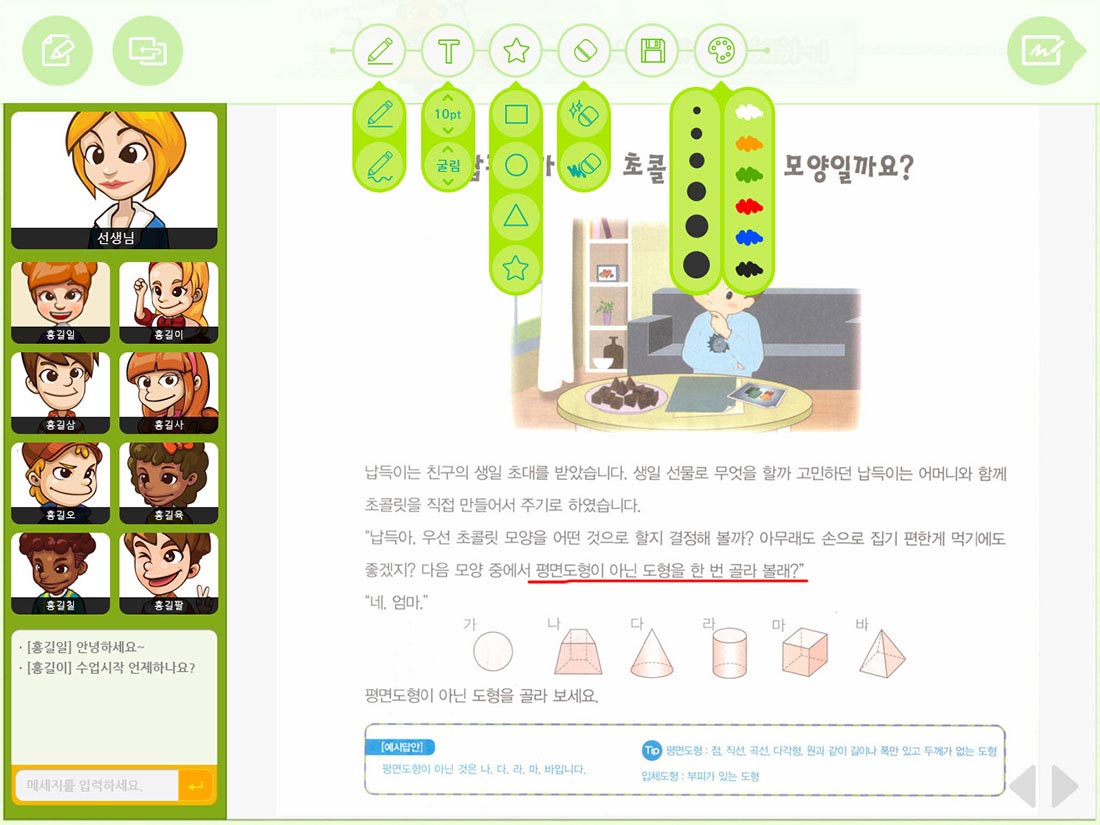 10pt
굴림
초콜
모양일까요?
선생님
홍길일
홍길이
홍길삼
홍길사
홍길오
홍길육
홍길칠
홍길팔
· [홍길일] 안녕하세요~
· [홍길이] 수업시작 언제하나요?
메세지를 입력하세요.
납득이는 친구의 생일 초대를 받았습니다. 생일 선물로 무엇을 할까 고민하던 납득이는 어머니와 함께
초콜릿을 직접 만들어서 주기로 하였습니다.
“납득아, 우선 초콜릿 모양을 어떤 것으로 할지 결정해 볼까? 아무래도 손으로 집기 편한게 먹기에도
좋겠지? 다음 모양 중에서 평면도형이 아닌 도형을 한 번 골라 볼래?”
“네, 엄마.”
가 나 다 라 마 바
평면도형이 아닌 도형을 골라 보세요.
[예시답안]
평면도형이 아닌 것은 나, 다, 라, 마, 바입니다.
Tip 평면도형 : 점, 직선, 곡선, 다각형, 원과 같이 길이나 폭만 있고 두께가 없는 도형
입체도형 : 부피가 있는 도형